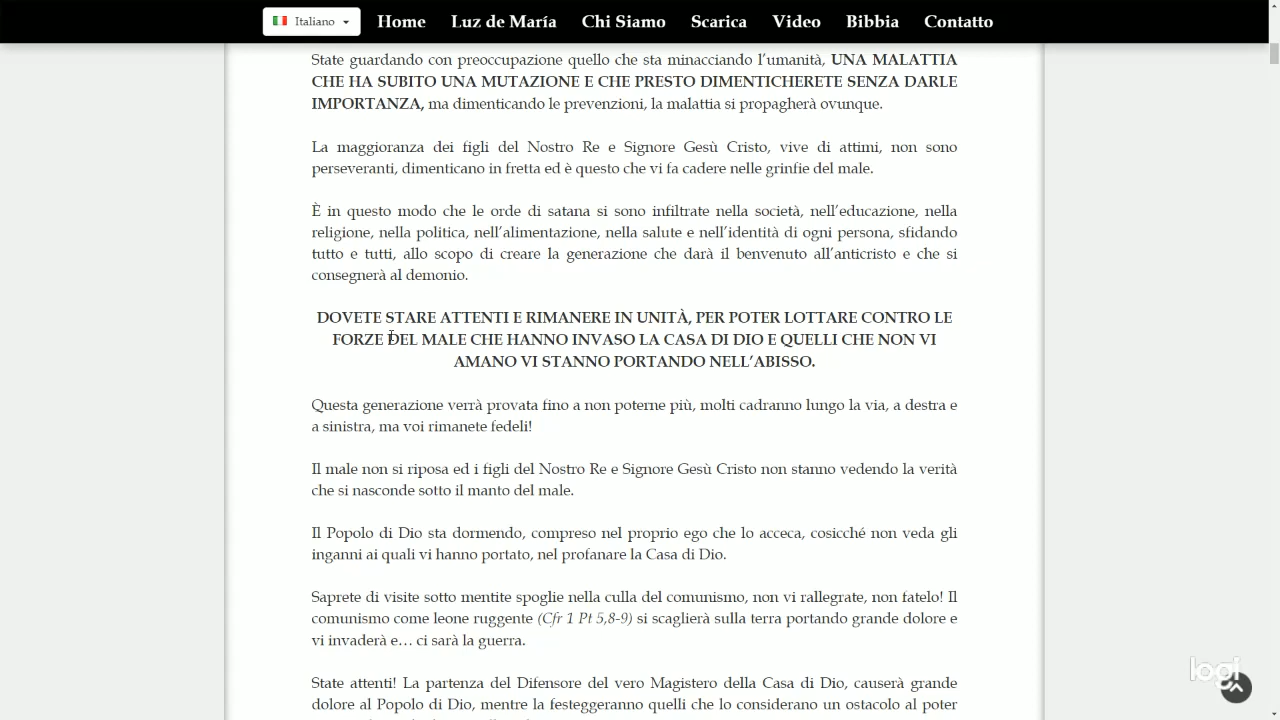 Italiano
Home
Luz de María
Chi Siamo
Scarica
Video
Bibbia
Contatto
State guardando con preoccupazione quello che sta minacciando l’umanità, UNA MALATTIA
CHE HA SUBITO UNA MUTAZIONE E CHE PRESTO DIMENTICHERETE SENZA DARLE
IMPORTANZA, ma dimenticando le prevenzioni, la malattia si propagherà ovunque.
La maggioranza dei figli del Nostro Re e Signore Gesù Cristo, vive di attimi, non sono
perseveranti, dimenticano in fretta ed è questo che vi fa cadere nelle grinfie del male.
È in questo modo che le orde di satana si sono infiltrate nella società, nell’educazione, nella
religione, nella politica, nell’alimentazione, nella salute e nell’identità di ogni persona, sfidando
tutto e tutti, allo scopo di creare la generazione che darà il benvenuto all’anticristo e che si
consegnerà al demonio.
DOVETE STARE ATTENTI E RIMANERE IN UNITÀ, PER POTER LOTTARE CONTRO LE
FORZE DEL MALE CHE HANNO INVASO LA CASA DI DIO E QUELLI CHE NON VI
AMANO VI STANNO PORTANDO NELL’ABISSO.
Questa generazione verrà provata fino a non poterne più, molti cadranno lungo la via, a destra e
a sinistra, ma voi rimanete fedeli!
Il male non si riposa ed i figli del Nostro Re e Signore Gesù Cristo non stanno vedendo la verità
che si nasconde sotto il manto del male.
Il Popolo di Dio sta dormendo, compreso nel proprio ego che lo acceca, cosicché non veda gli
inganni ai quali vi hanno portato, nel profanare la Casa di Dio.
Saprete di visite sotto mentite spoglie nella culla del comunismo, non vi rallegrate, non fatelo! Il
comunismo come leone ruggente (Cfr 1 Pt 5,8-9) si scaglierà sulla terra portando grande dolore e
vi invaderà e… ci sarà la guerra.
State attenti! La partenza del Difensore del vero Magistero della Casa di Dio, causerà grande
dolore al Popolo di Dio, mentre la festeggeranno quelli che lo considerano un ostacolo al poter
logi